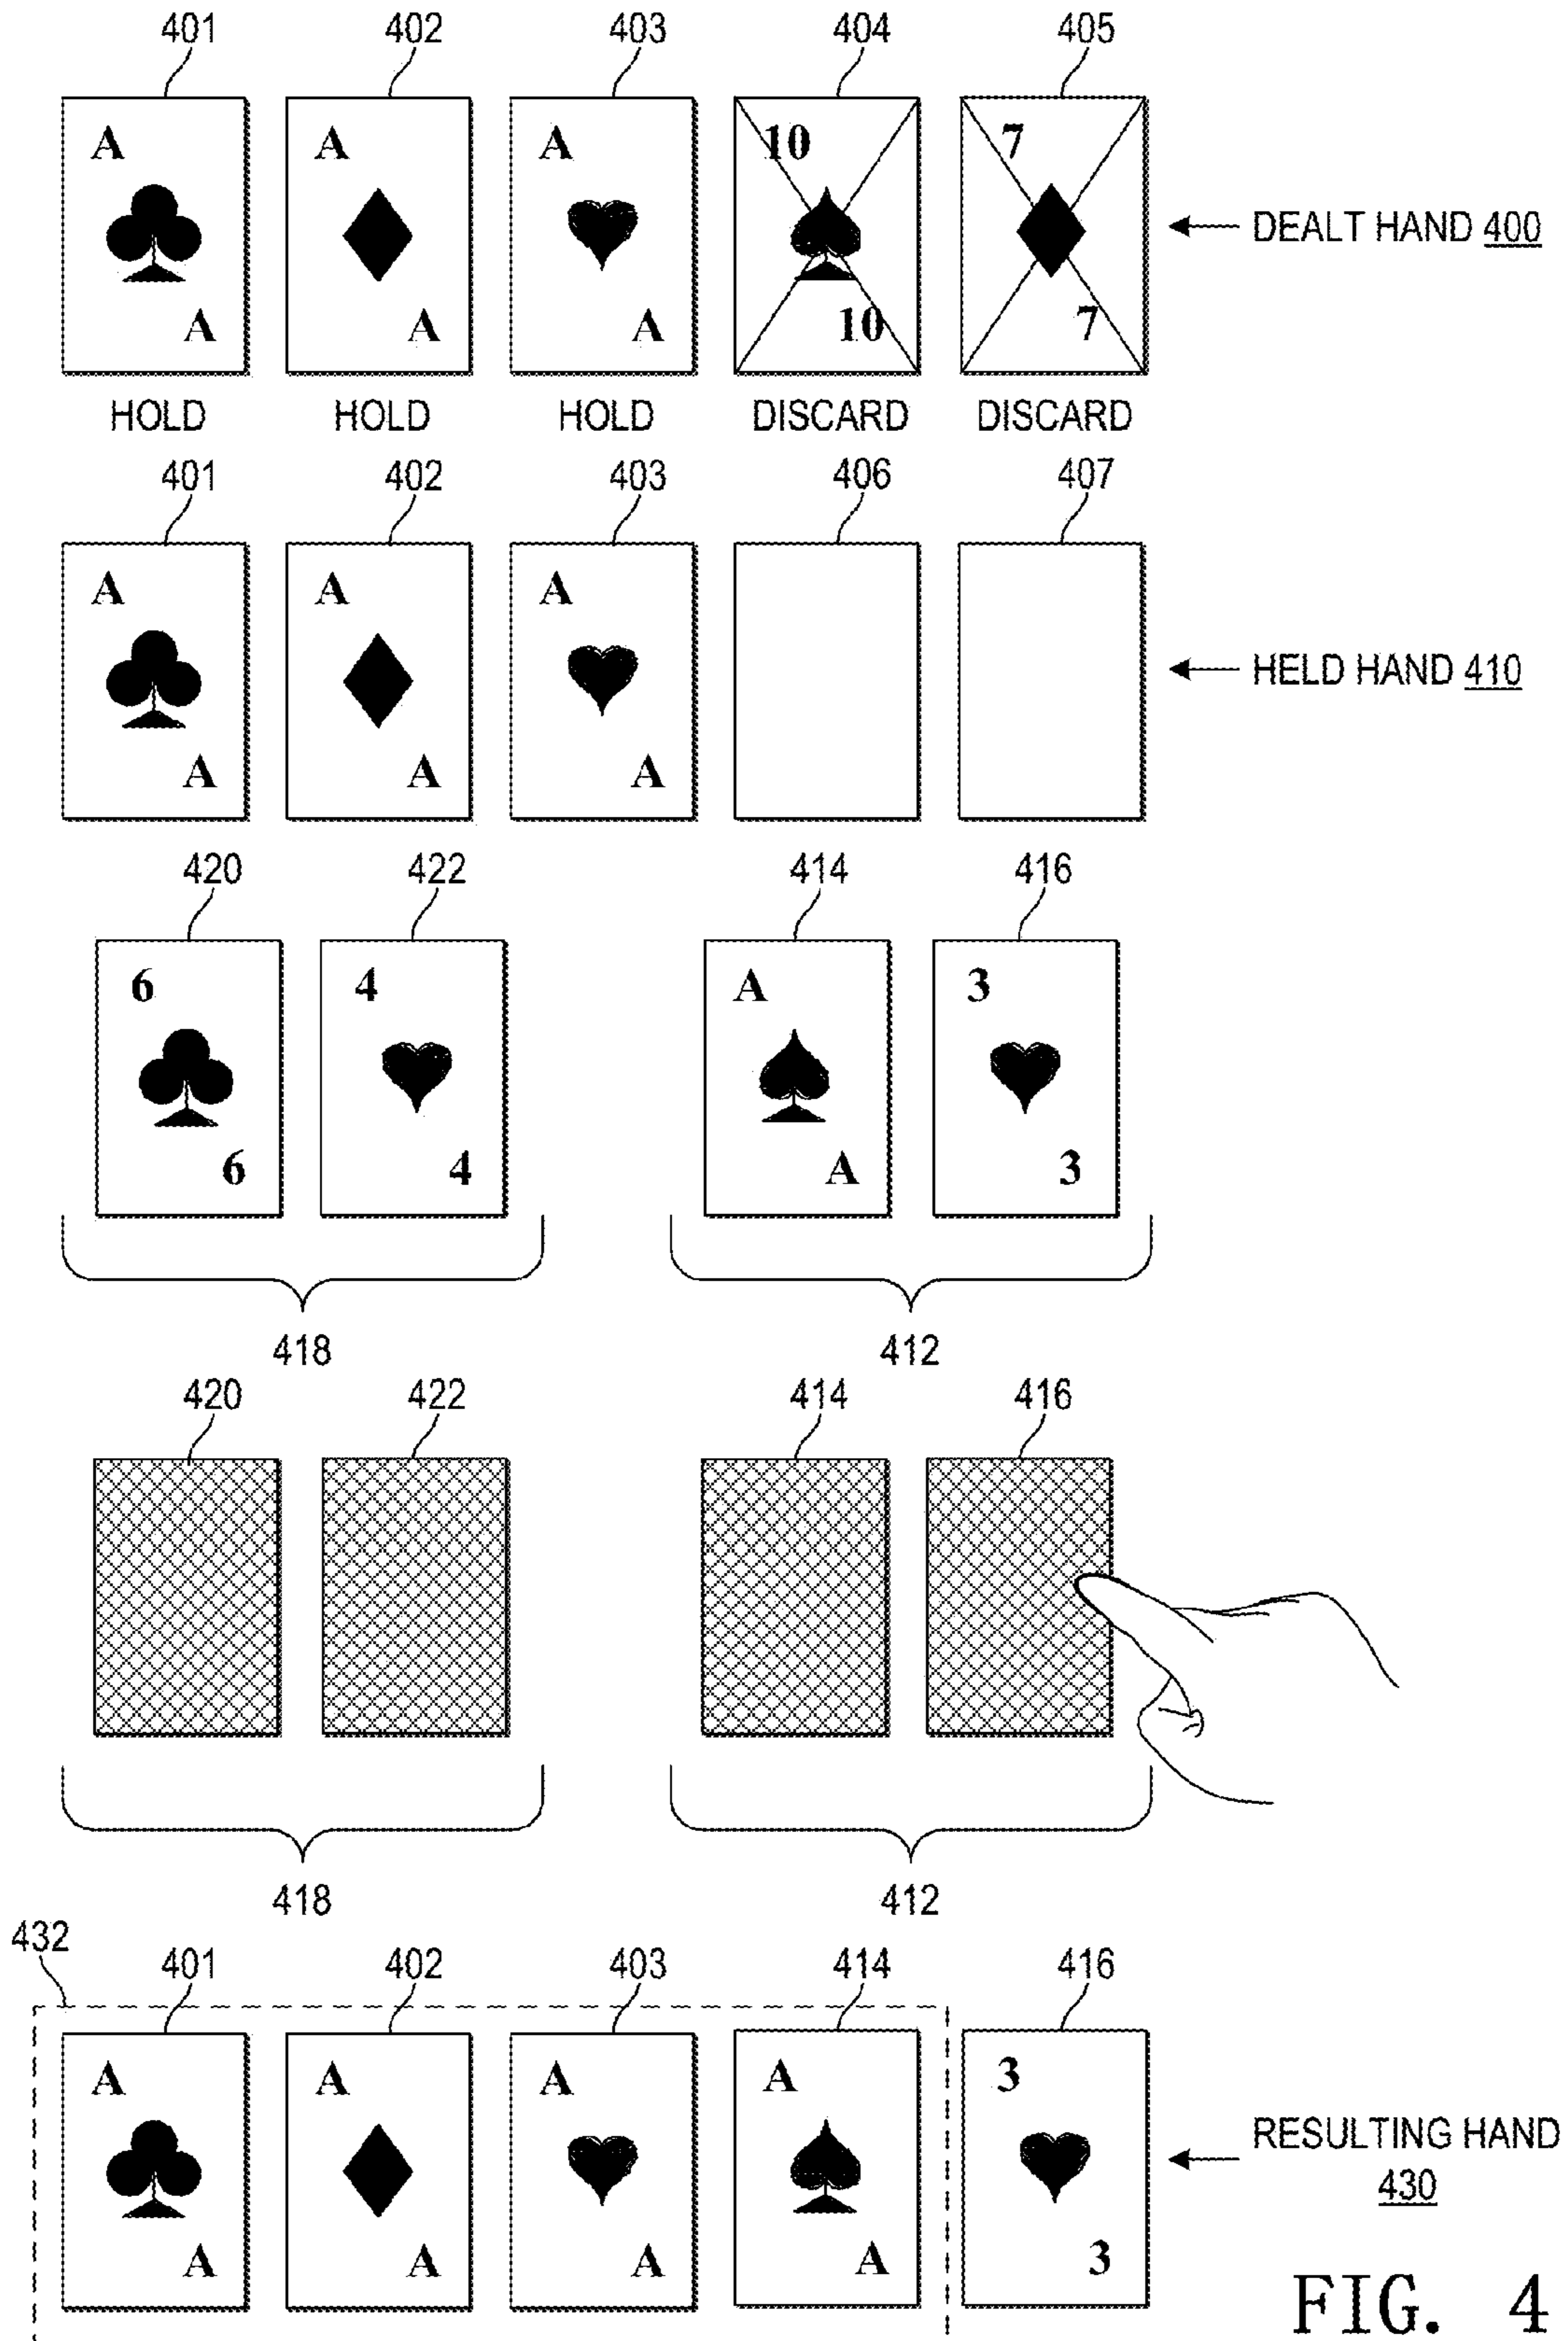 401 402 403 404 405
A A A 10 7
A A A 10 7
DEALT HAND 400
HOLD HOLD HOLD DISCARD DISCARD
401 402 403 406 407
A A A
A A A
HELD HAND 410
420 422 414 416
6 4 A 3
6 4 A 3
418 412
420 422 414 416
418 412
432
401 402 403 414 416
A A A A 3
A A A A 3
RESULTING HAND
430
FIG. 4